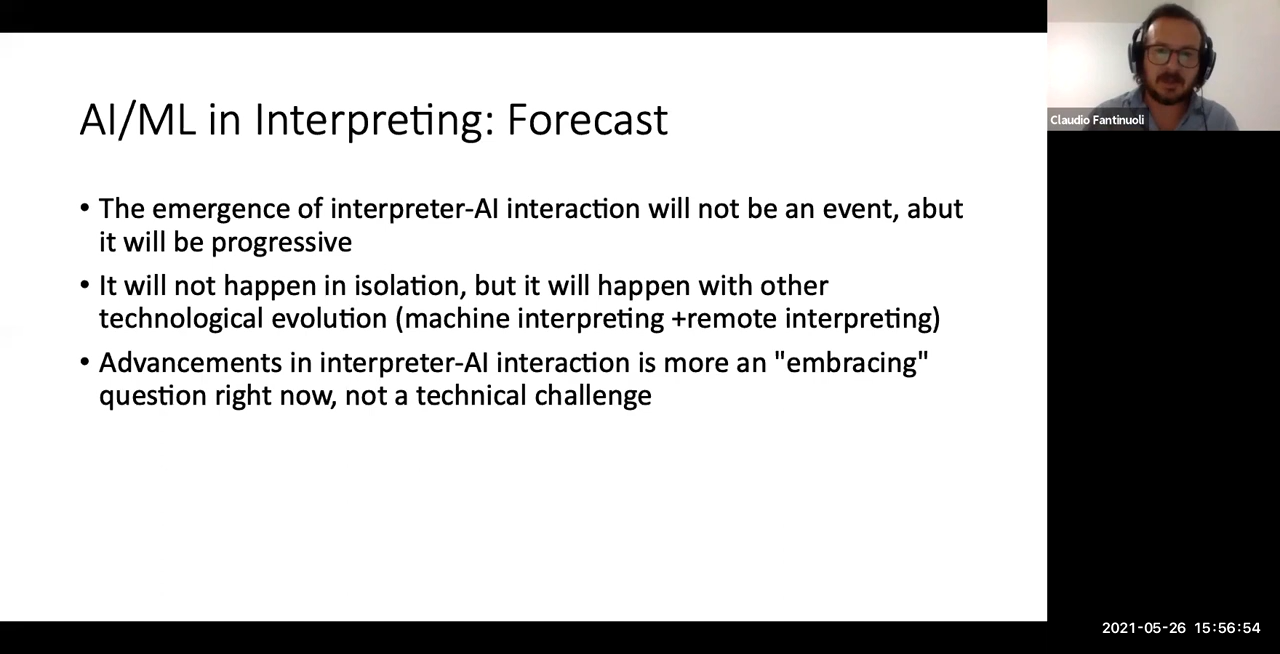 AI/ML in Interpreting: Forecast
• The emergence of interpreter-AI interaction will not be an event, abut
it will be progressive
• It will not happen in isolation, but it will happen with other
technological evolution (machine interpreting +remote interpreting)
• Advancements in interpreter-AI interaction is more an "embracing"
question right now, not a technical challenge
Claudio Fantinuoli
2021-05-26 15:56:54